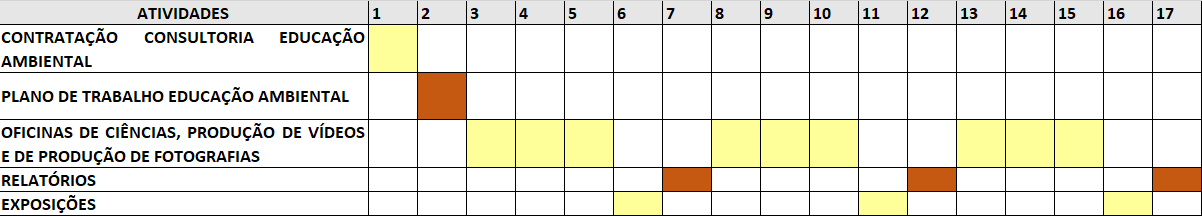 ATIVIDADES 1 2 3 4 5 6 7 8 9 10 11 12 13 14 15 16 17
CONTRATAÇÃO CONSULTORIA EDUCAÇÃO
AMBIENTAL
PLANO DE TRABALHO EDUCAÇÃO AMBIENTAL
OFICINAS DE CIÊNCIAS, PRODUÇÃO DE VÍDEOS
E DE PRODUÇÃO DE FOTOGRAFIAS
RELATÓRIOS
EXPOSIÇÕES